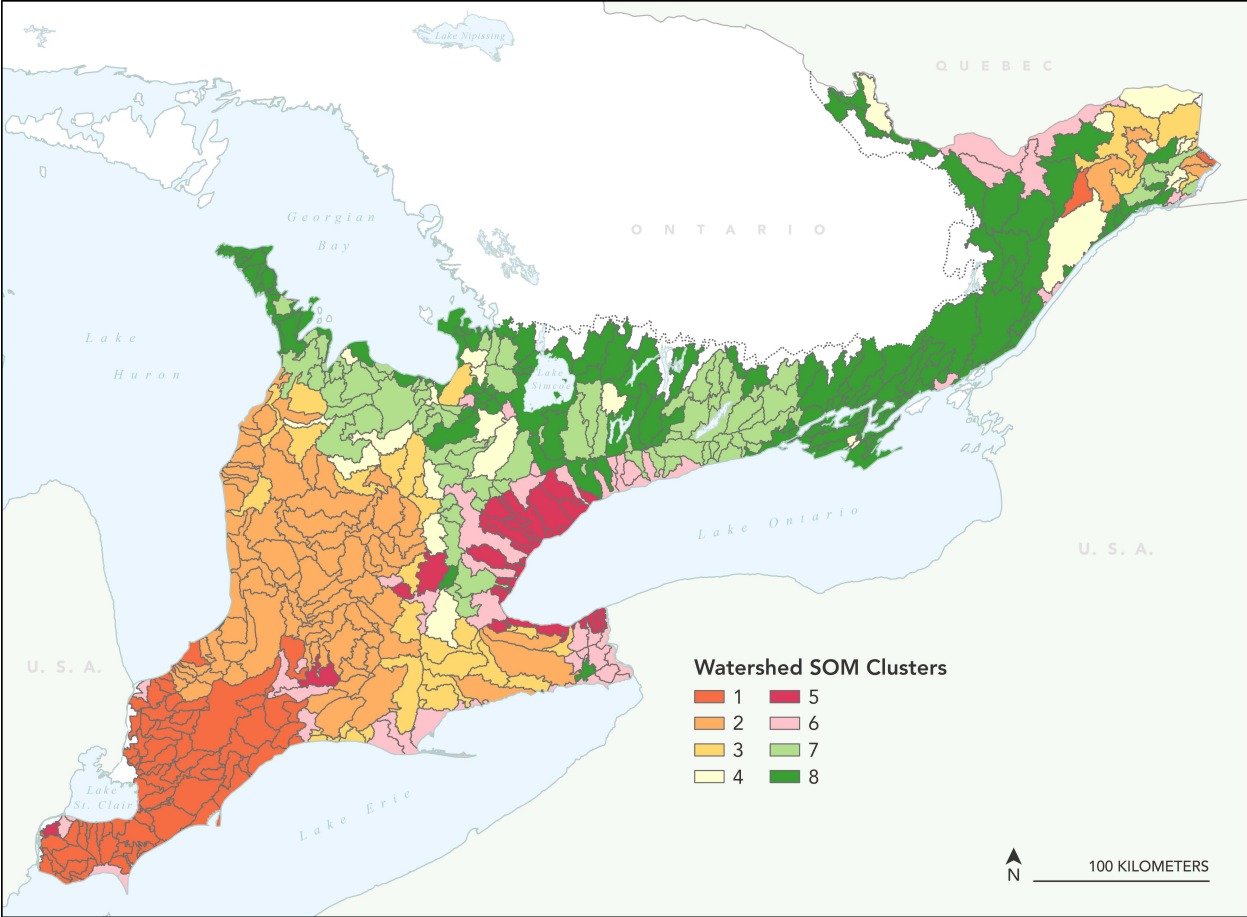 Lake Nipissing
QUEBEC
Georgian
Bay
ONTARIO
Lake
Huron
Lake
Simcoe
Lake Ontario
U. S. A.
U. S. A.
Watershed SOM Clusters
1 5
2 6
3 7
4 8
Lake
St. Clair
Lake Erie
N
100 KILOMETERS